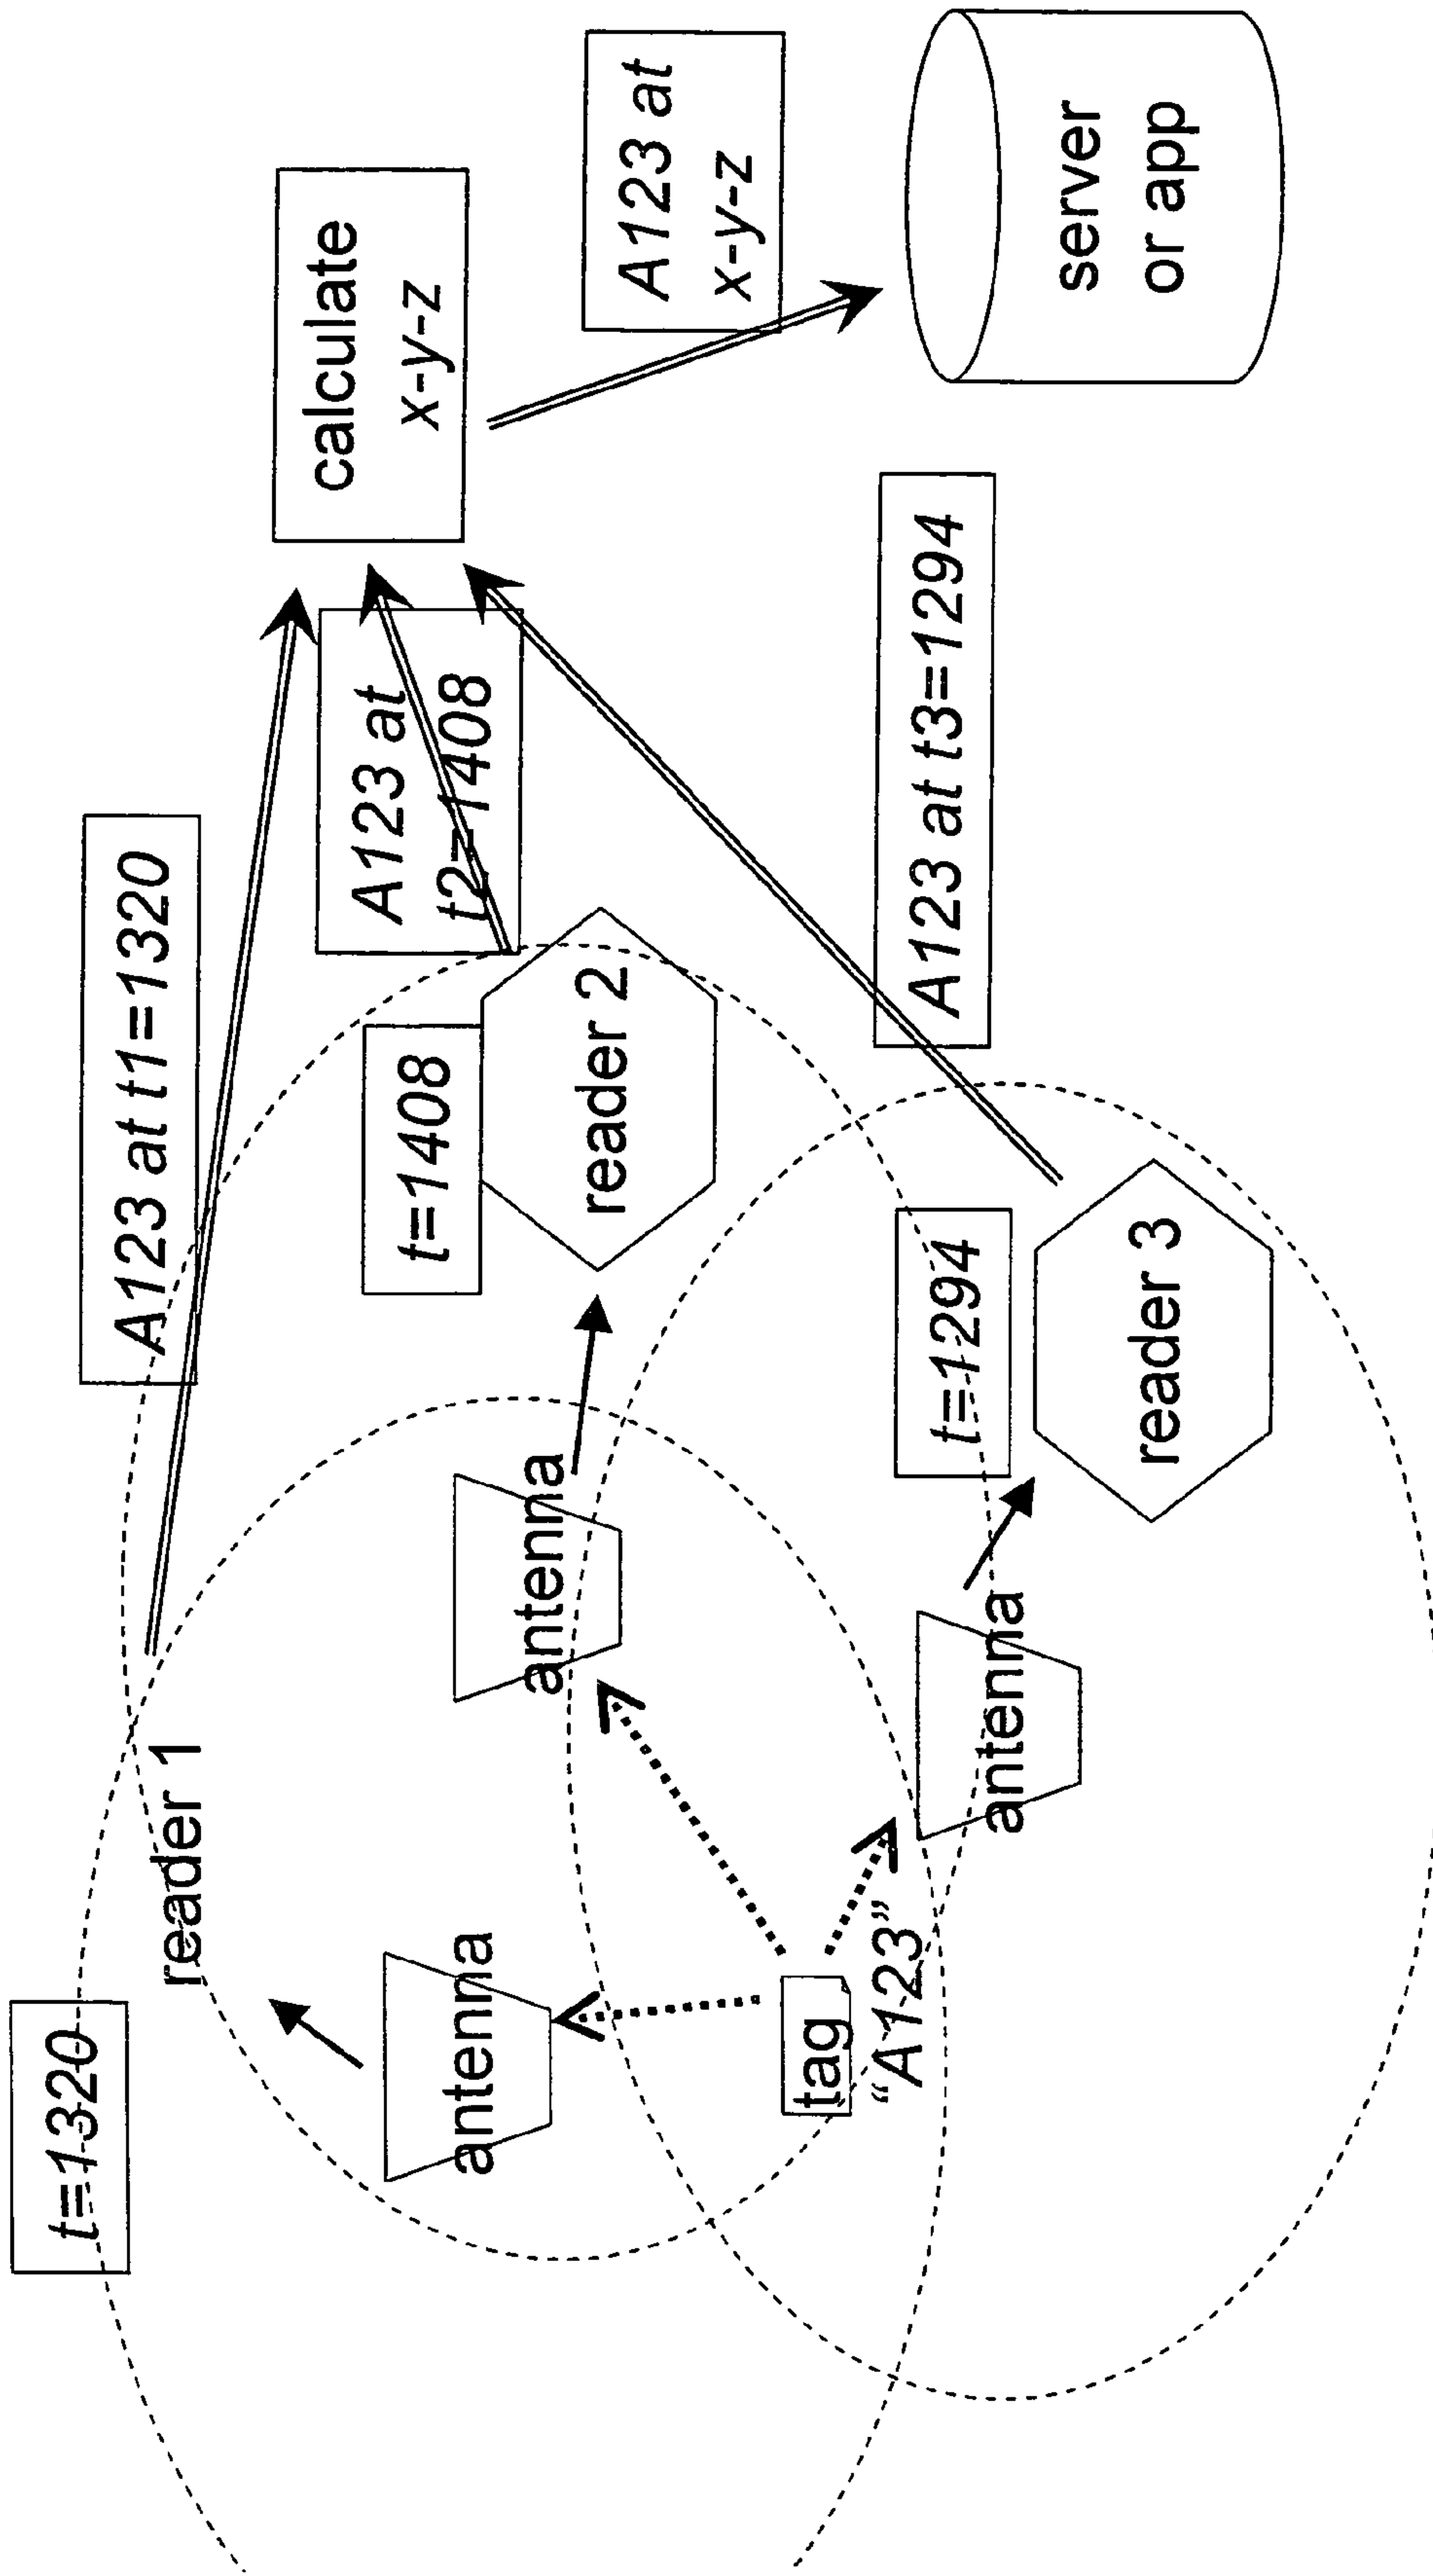 t=1320
reader 1
A123 at t1=1320
antenna
tag
“A123”
antenna
t=1408
reader 2
A123 at
t2=1408
antenna
t=1294
reader 3
A123 at t3=1294
calculate
x-y-z
A123 at
x-y-z
server
or app